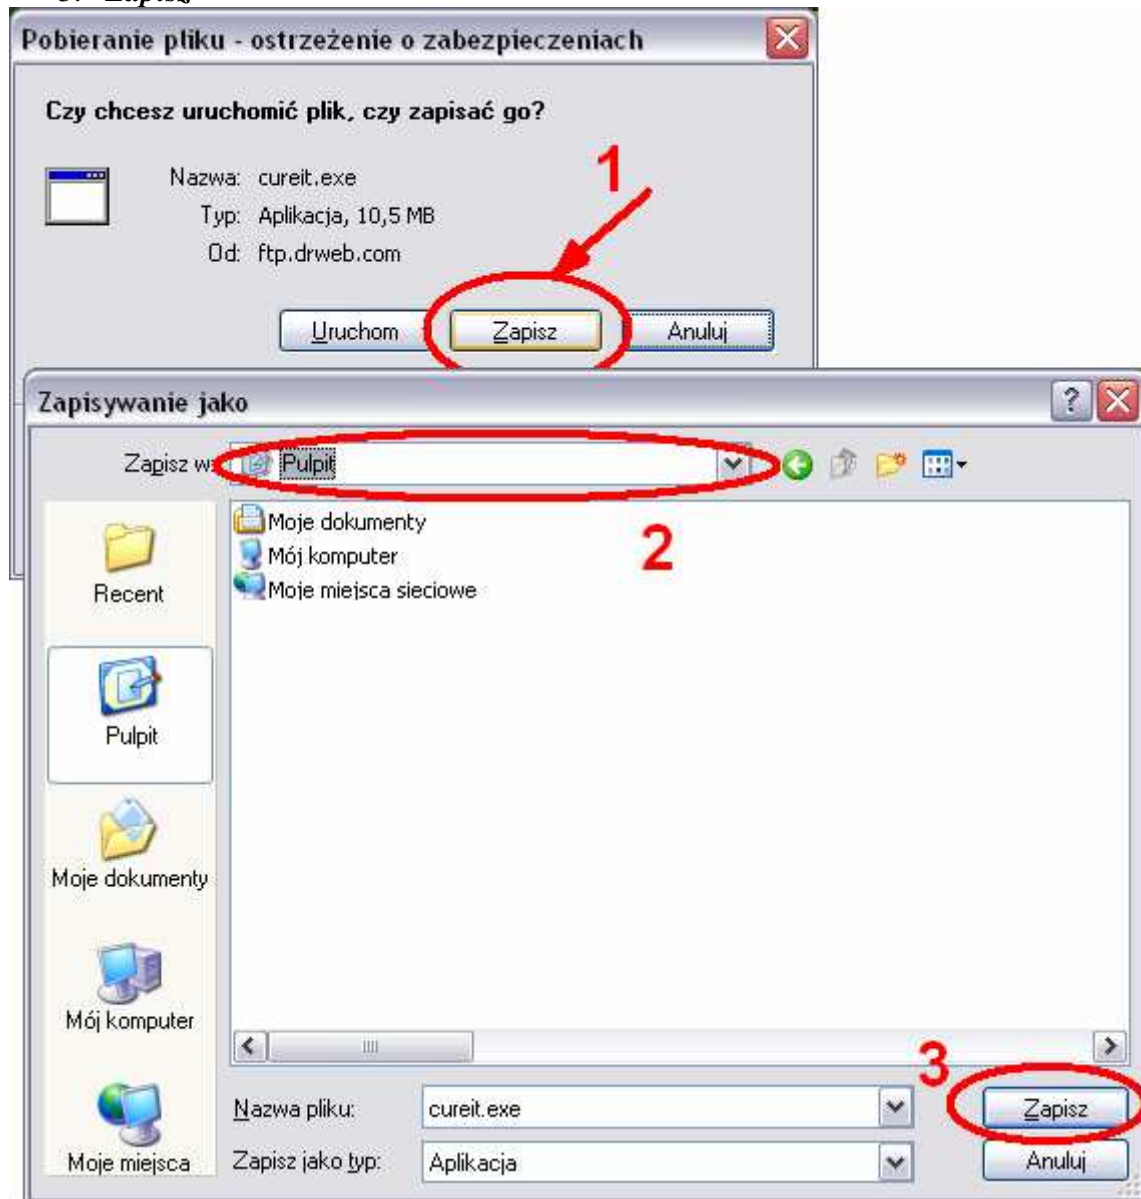 3. Zapisz
Pobieranie pliku - ostrzeżenie o zabezpieczeniach
Czy chcesz uruchomić plik, czy zapisać go?
Nazwa: cureit.exe
Typ: Aplikacja, 10,5 MB
Od: ftp.drweb.com
1
Uruchom Zapisz Anuluj
Zapisywanie jako
Zapisz w: Pulpit
2
Moje dokumenty
Mój komputer
Moje miejsca sieciowe
Recent
Pulpit
Moje dokumenty
Mój komputer
Moje miejsca
3
Nazwa pliku: cureit.exe Zapisz
Zapisz jako typ: Aplikacja Anuluj